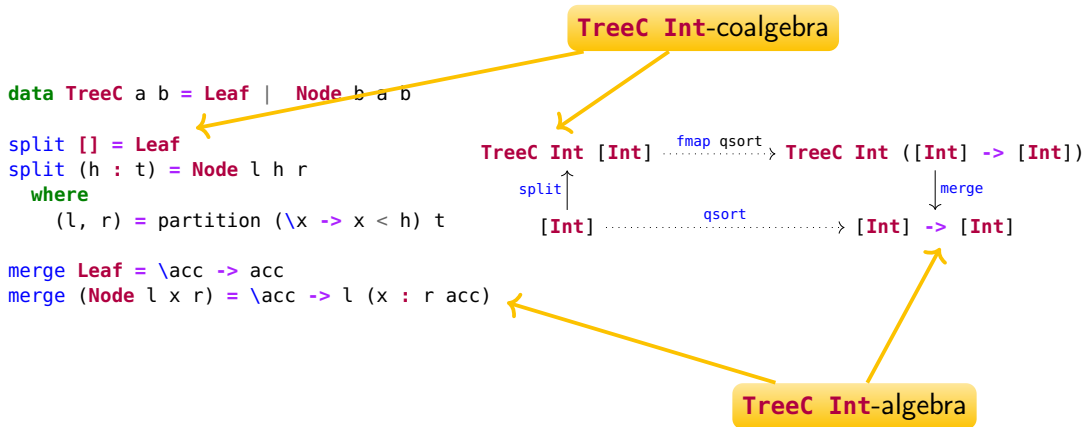 TreeC Int-coalgebra
data TreeC a b = Leaf | Node b a b
split [] = Leaf
split (h : t) = Node l h r
where
(l, r) = partition (\x -> x < h) t
merge Leaf = \acc -> acc
merge (Node l x r) = \acc -> l (x : r acc)
TreeC Int [Int] fmap qsort TreeC Int ([Int] -> [Int])
split merge
[Int] qsort [Int] -> [Int]
TreeC Int-algebra